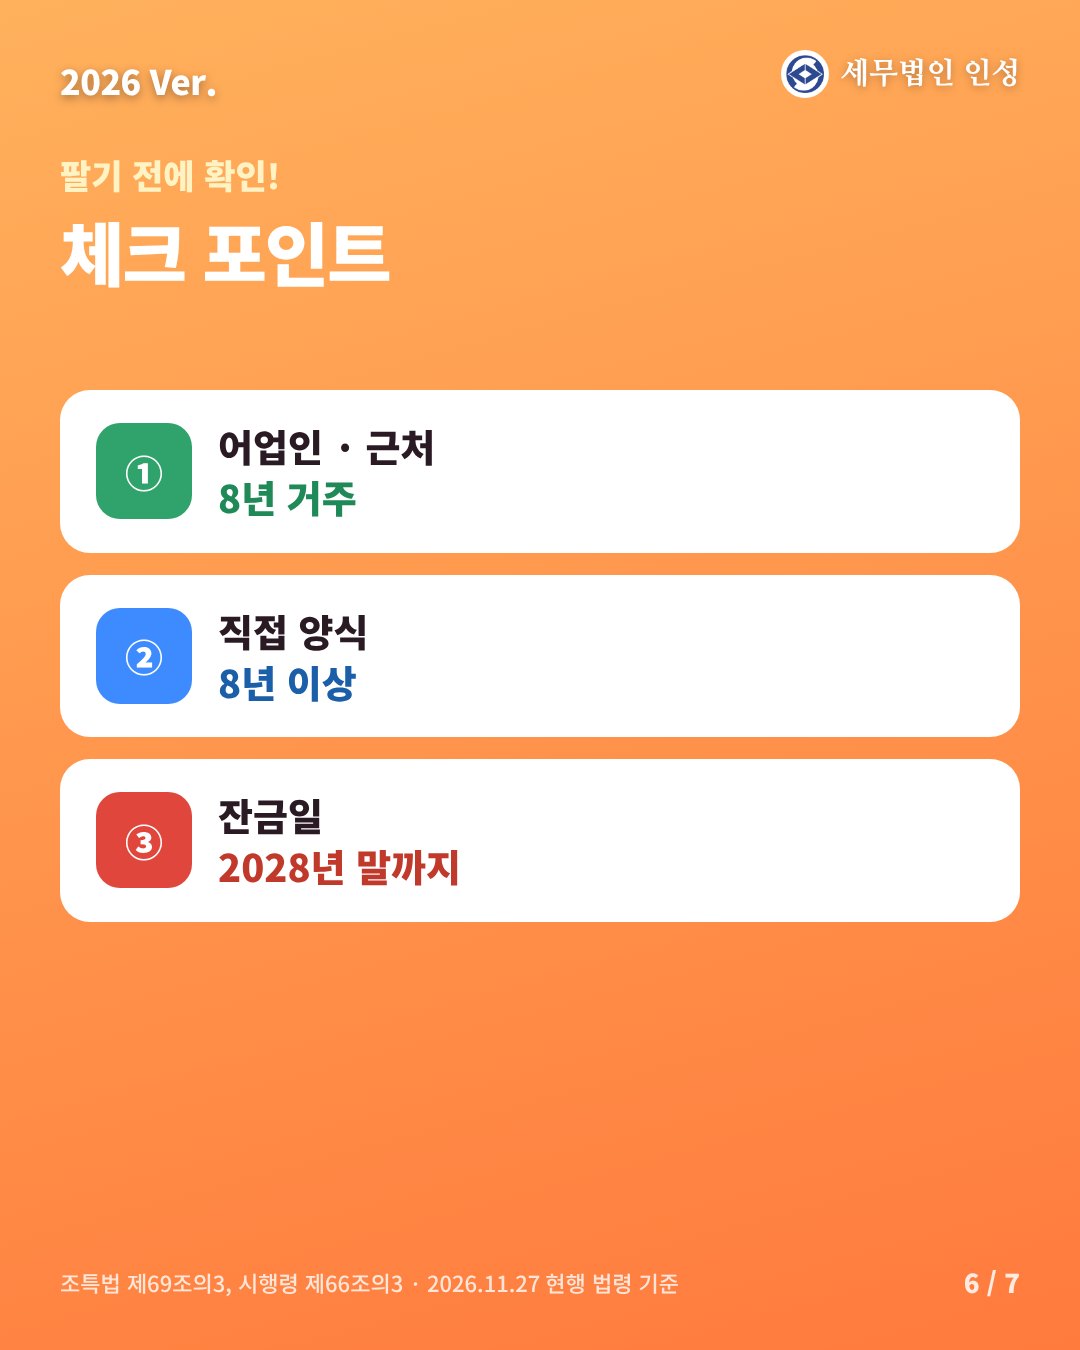 2026 Ver.
세무법인 인성
팔기 전에 확인!
체크 포인트
① 어업인 · 근처
8년 거주
② 직접 양식
8년 이상
③ 잔금일
2028년 말까지
조특법 제69조의3, 시행령 제66조의3 · 2026.11.27 현행 법령 기준
6 / 7